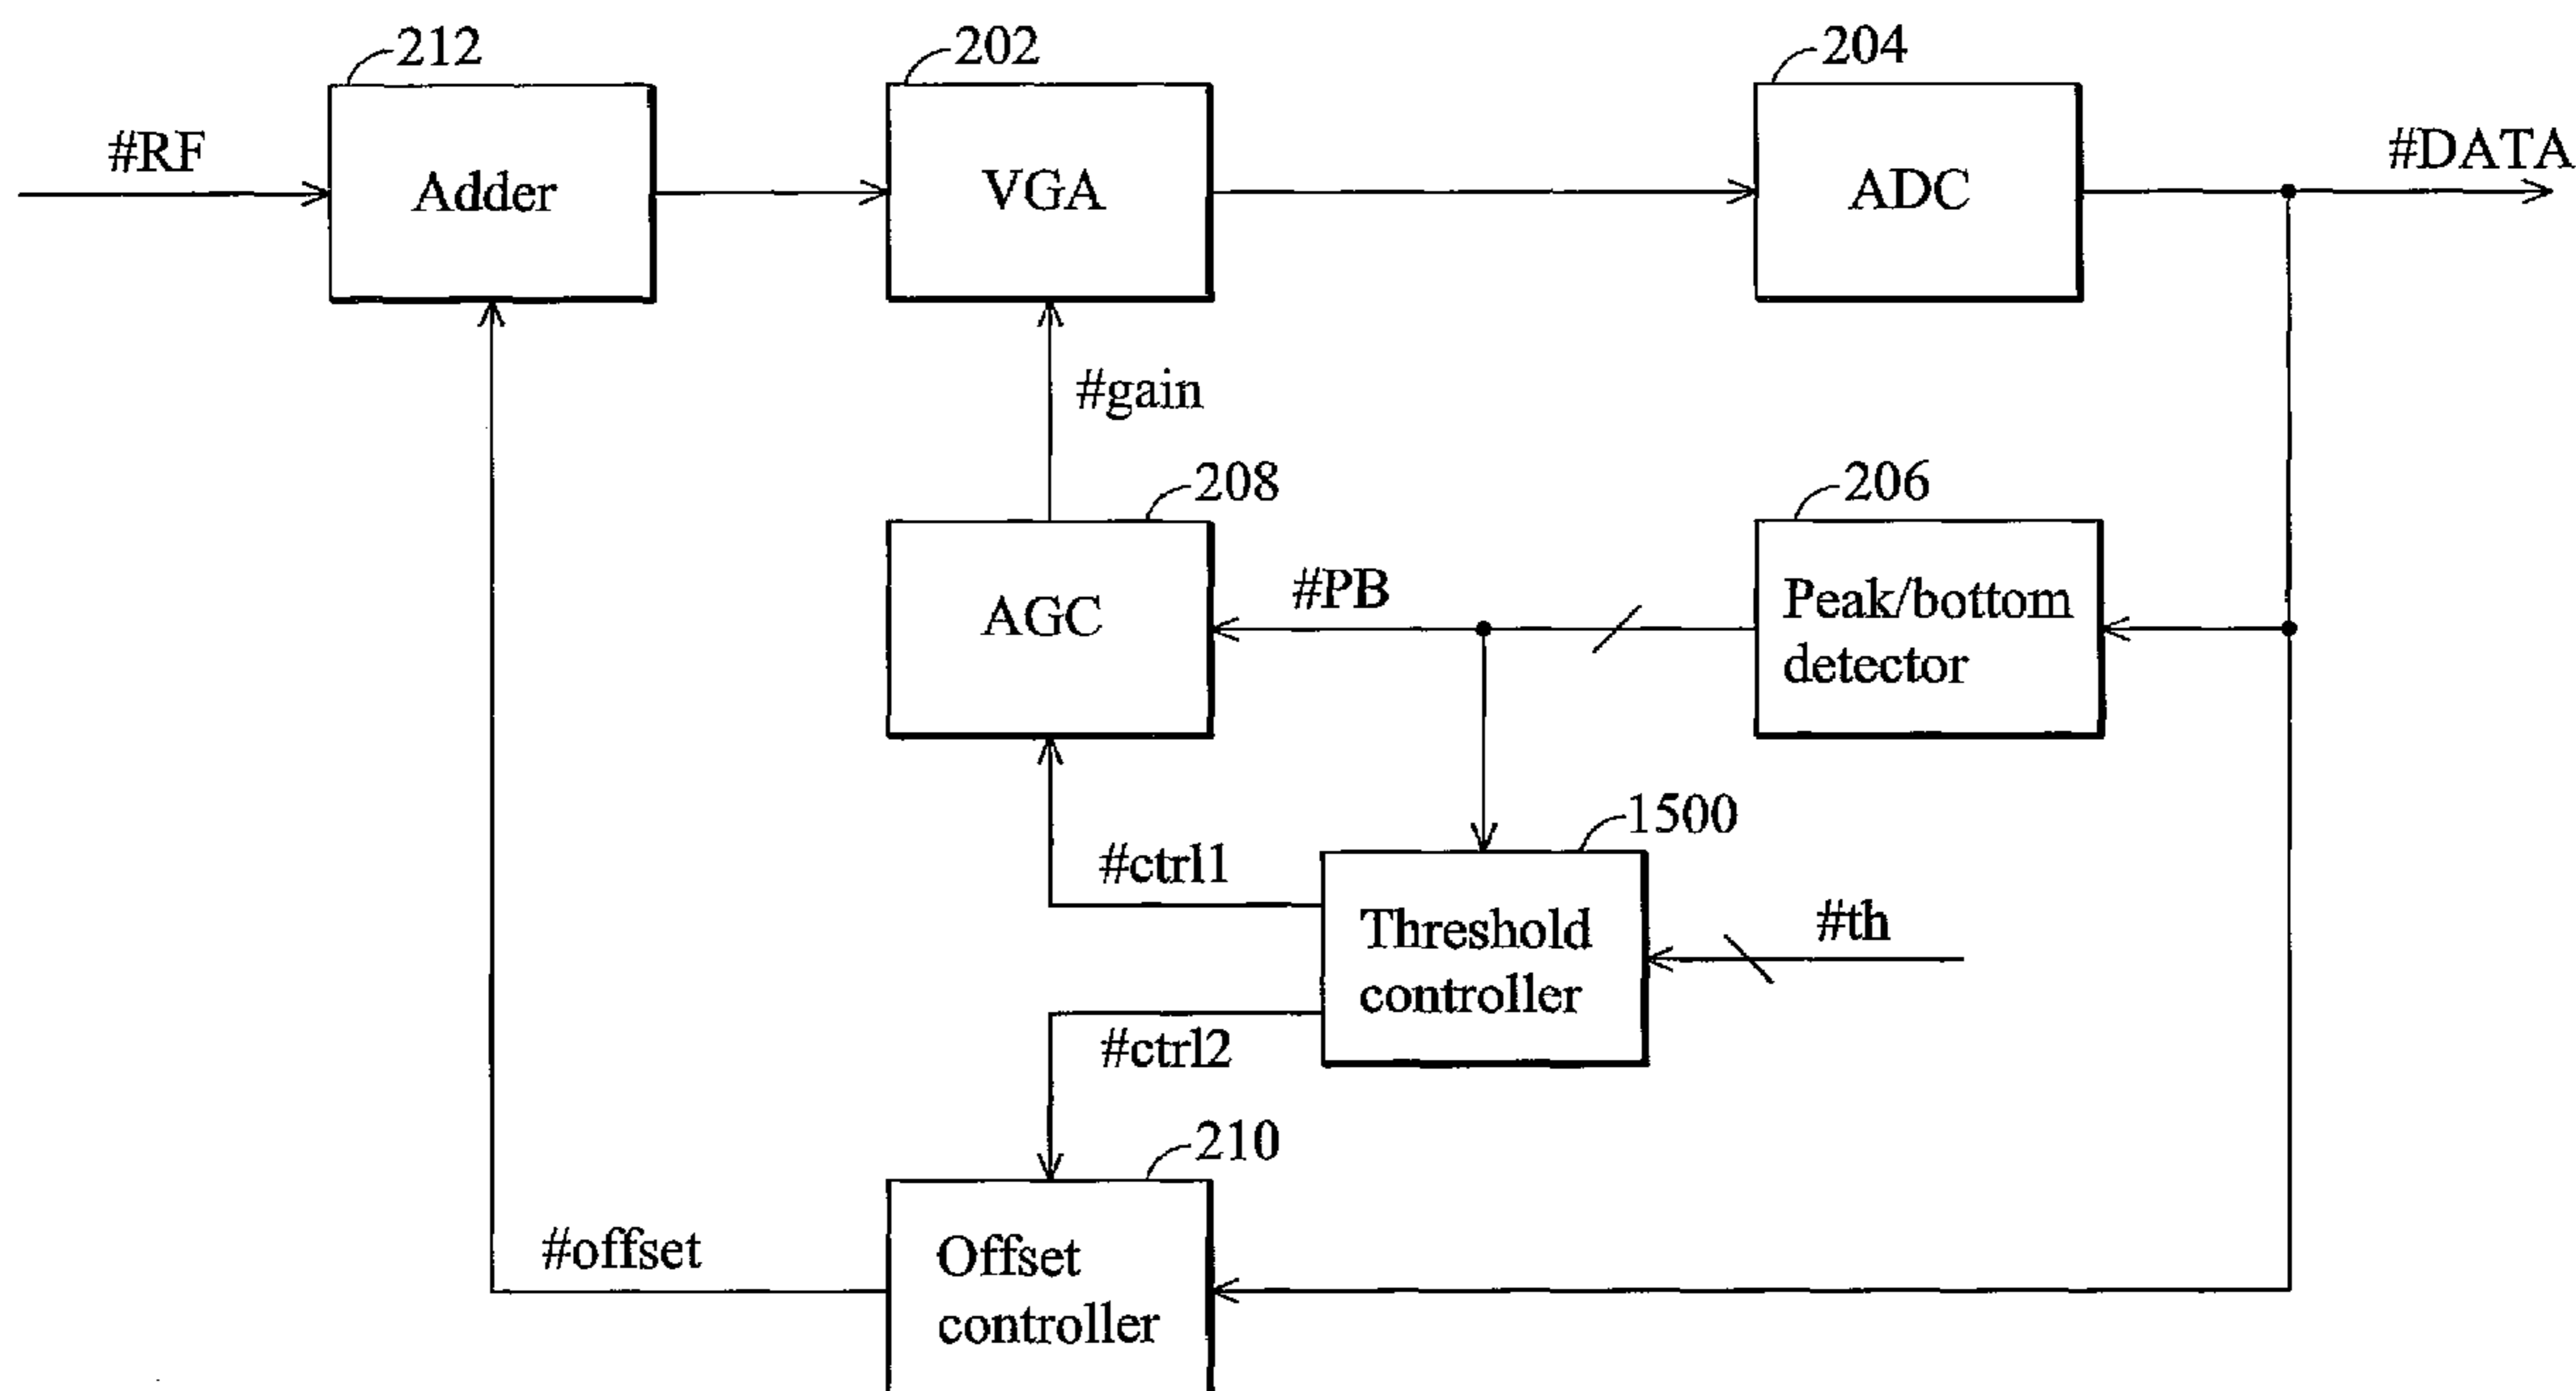 212
202
204
#RF
Adder
VGA
ADC
#DATA
#gain
208
206
AGC
#PB
Peak/bottom
detector
1500
#ctrl1
Threshold
controller
#th
#ctrl2
210
#offset
Offset
controller